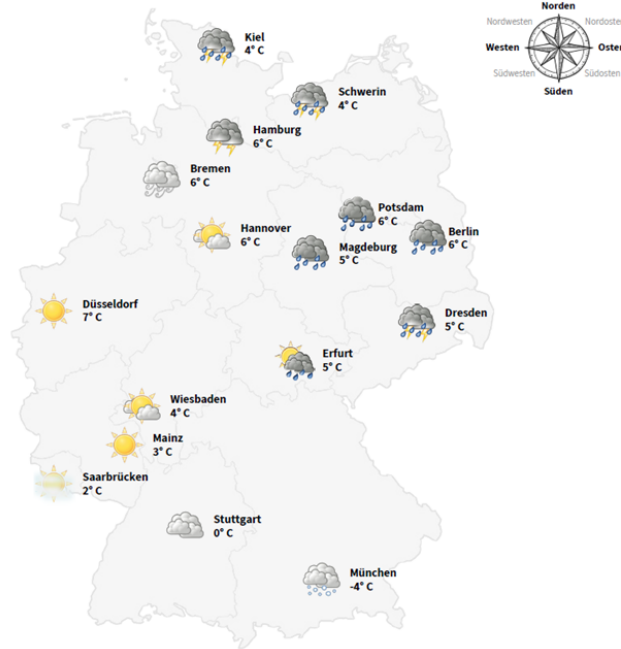 Norden
Nordwesten
Nordosten
Westen
Osten
Südwesten
Südosten
Süden
Kiel
4° C
Schwerin
4° C
Hamburg
6° C
Bremen
6° C
Potsdam
6° C
Hannover
6° C
Berlin
6° C
Magdeburg
5° C
Düsseldorf
7° C
Dresden
5° C
Erfurt
5° C
Wiesbaden
4° C
Mainz
3° C
Saarbrücken
2° C
Stuttgart
0° C
München
-4° C